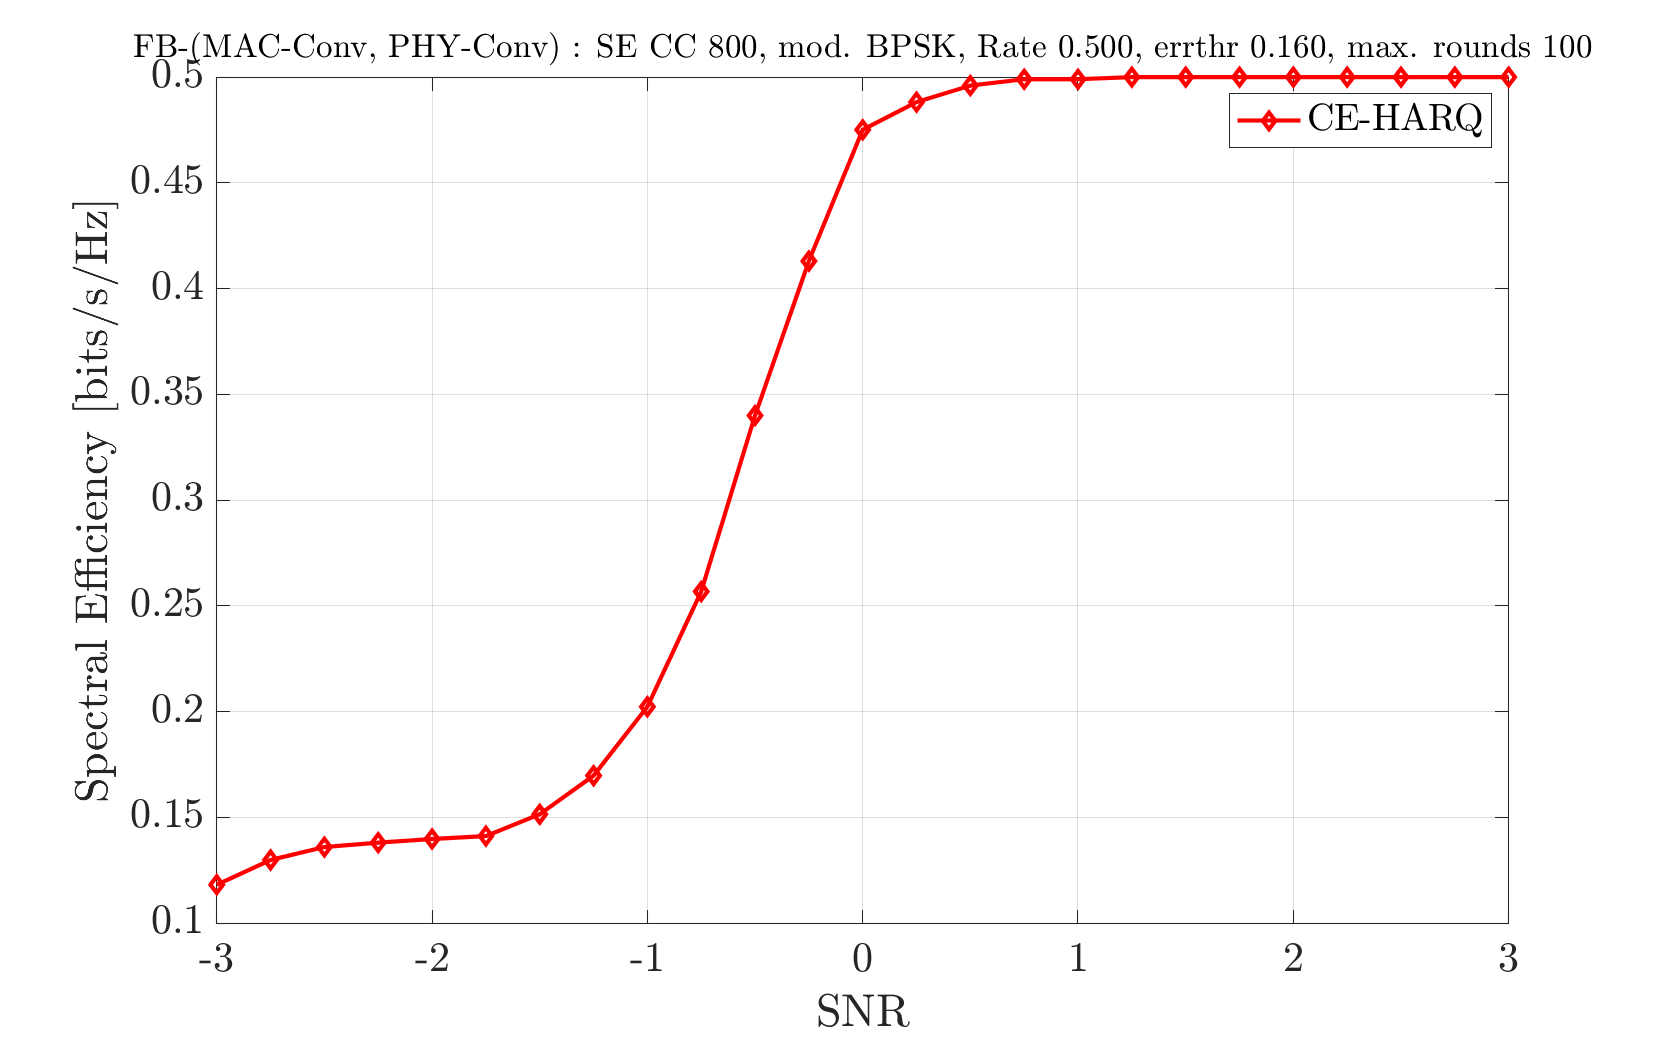 FB-(MAC-Conv, PHY-Conv) : SE CC 800, mod. BPSK, Rate 0.500, errthr 0.160, max. rounds 100
0.5
0.45
0.4
0.35
0.3
0.25
0.2
0.15
0.1
Spectral Efficiency [bits/s/Hz]
CE-HARQ
-3 -2 -1 0 1 2 3
SNR